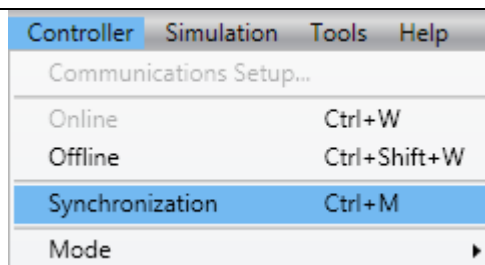 Controller Simulation Tools Help
Communications Setup...
Online Ctrl+W
Offline Ctrl+Shift+W
Synchronization Ctrl+M
Mode